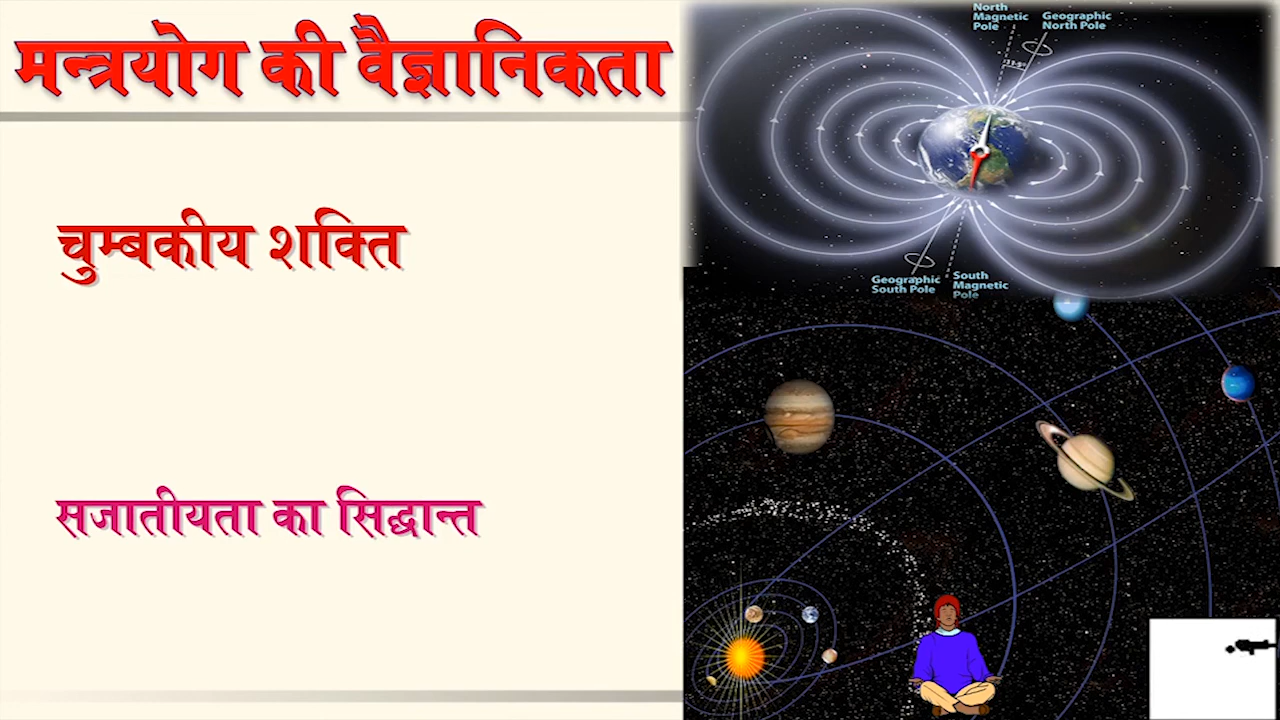 मन्त्रयोग की वैज्ञानिकता
चुम्बकीय शक्ति
सजातीयता का सिद्धान्त
North
Magnetic
Pole
Geographic
North Pole
Geographic
South Pole
South
Magnetic
Pole